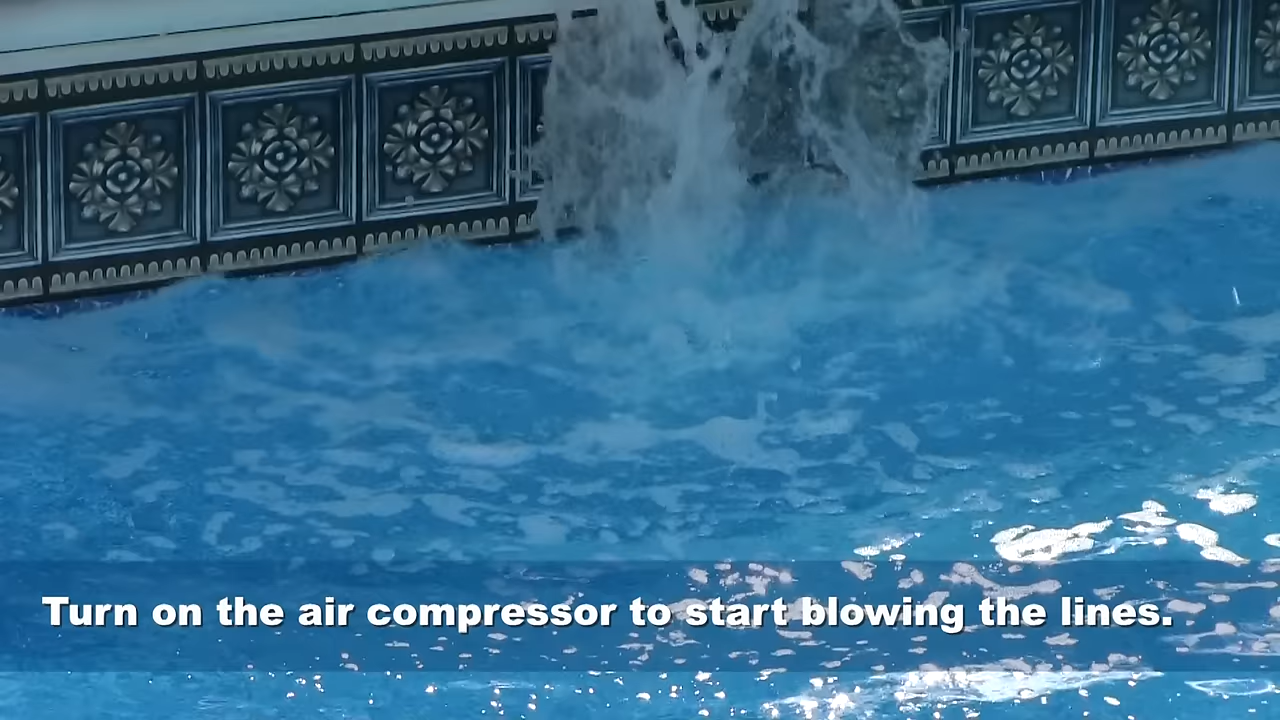 Turn on the air compressor to start blowing the lines.